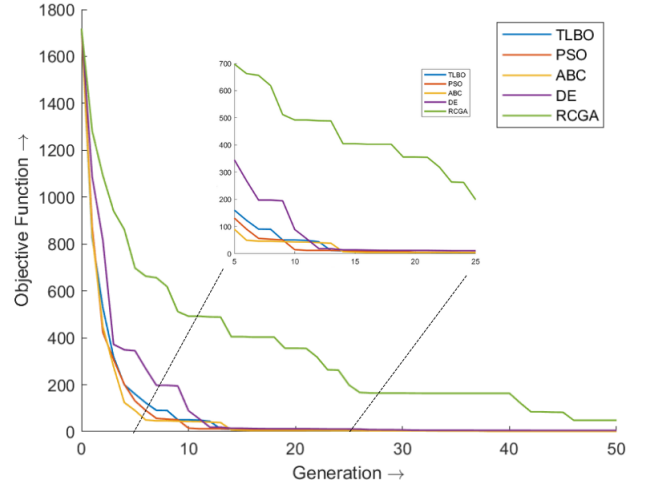 1800
1600
1400
1200
1000
800
600
400
200
0
Objective Function →
0
10
20
30
40
50
Generation →
TLBO
PSO
ABC
DE
RCGA
700
600
500
400
300
200
100
0
5
10
15
20
25
TLBO
PSO
ABC
DE
RCGA